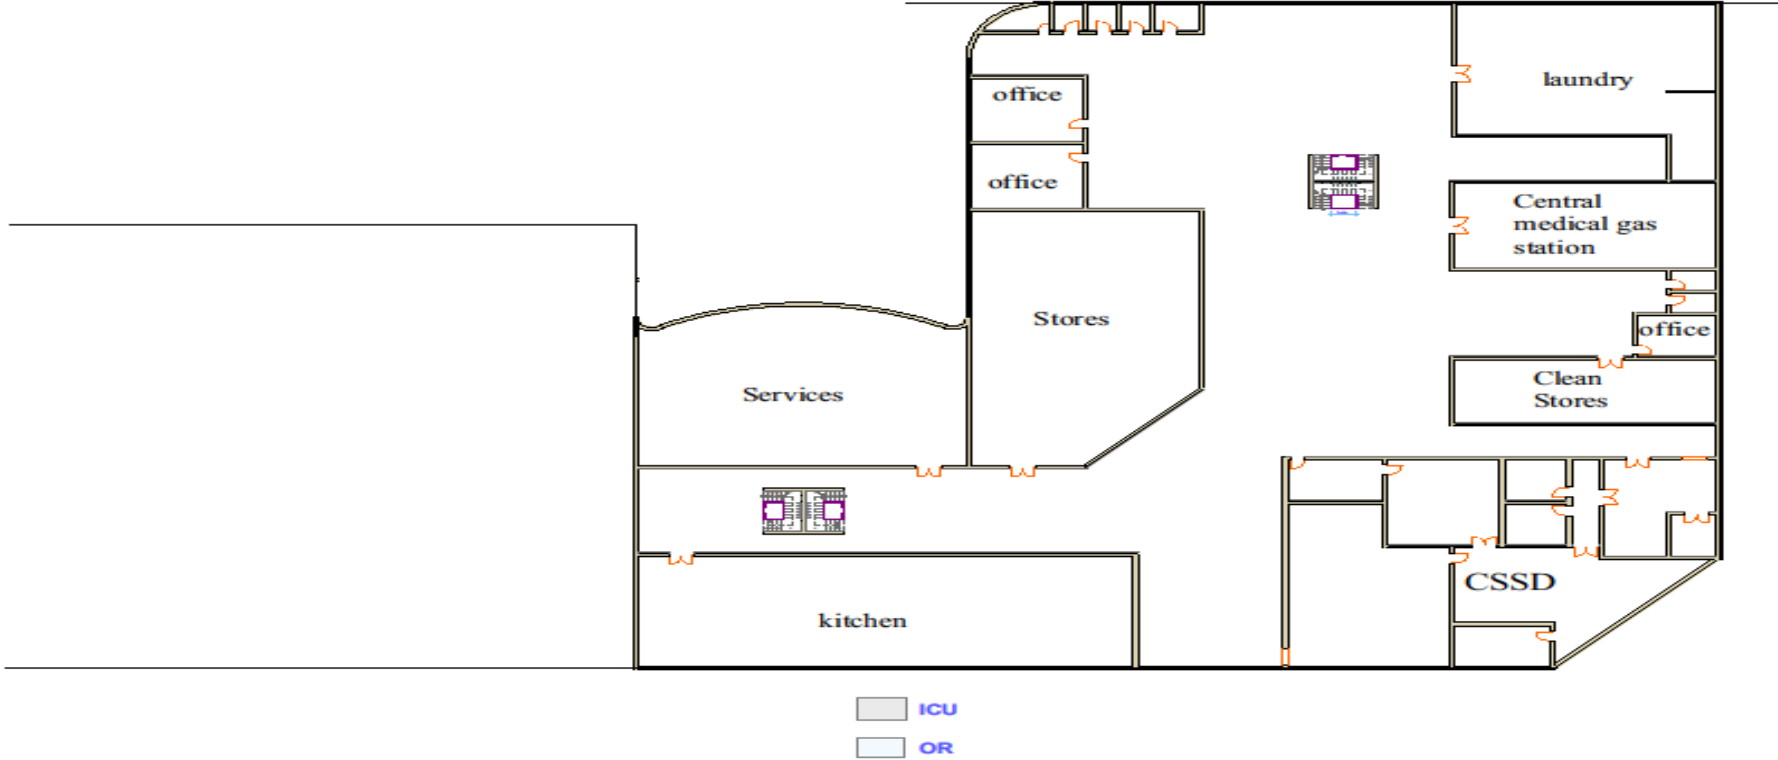 office
laundry
office
Central
medical gas
station
Stores
office
Clean
Stores
Services
CSSD
kitchen
ICU
OR